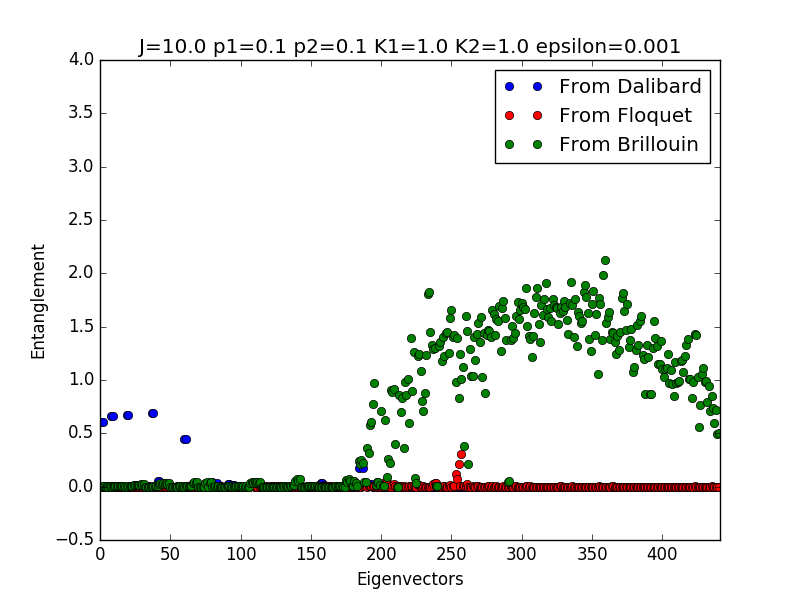 J=10.0 p1=0.1 p2=0.1 K1=1.0 K2=1.0 epsilon=0.001
4.0
3.5
3.0
2.5
2.0
1.5
1.0
0.5
0.0
−0.5
Entanglement
From Dalibard
From Floquet
From Brillouin
0 50 100 150 200 250 300 350 400
Eigenvectors